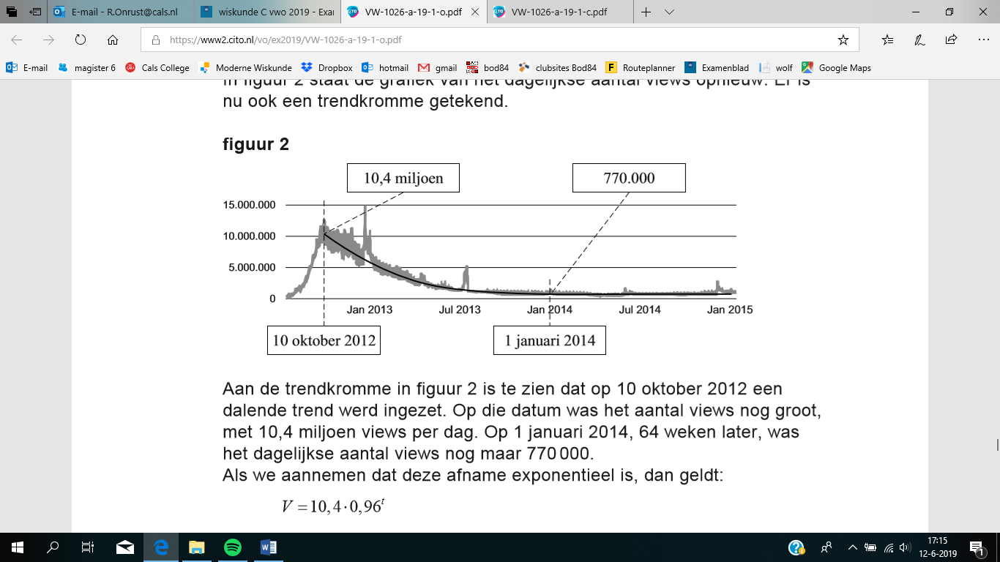 E-mail - R.Onrust@cals.nl
wiskunde C vwo 2019 - Exar
VW-1026-a-19-1-o.pdf
VW-1026-a-19-1-c.pdf
https://www2.cito.nl/vo/ex2019/VW-1026-a-19-1-o.pdf
E-mail magister 6 Cals College Moderne Wiskunde Dropbox hotmail gmail bod84 clubsites Bod84 Routeplanner Examenblad wolf Google Maps
In figuur 2 staat de grafiek van het dagelijkse aantal views opnieuw. Er is
nu ook een trendkromme getekend.
figuur 2
10,4 miljoen
770.000
15.000.000
10.000.000
5.000.000
0
Jan 2013 Jul 2013 Jan 2014 Jul 2014 Jan 2015
10 oktober 2012
1 januari 2014
Aan de trendkromme in figuur 2 is te zien dat op 10 oktober 2012 een
dalende trend werd ingezet. Op die datum was het aantal views nog groot,
met 10,4 miljoen views per dag. Op 1 januari 2014, 64 weken later, was
het dagelijkse aantal views nog maar 770 000.
Als we aannemen dat deze afname exponentieel is, dan geldt:
V = 10,4 · 0,96^t
17:15
12-6-2019
1